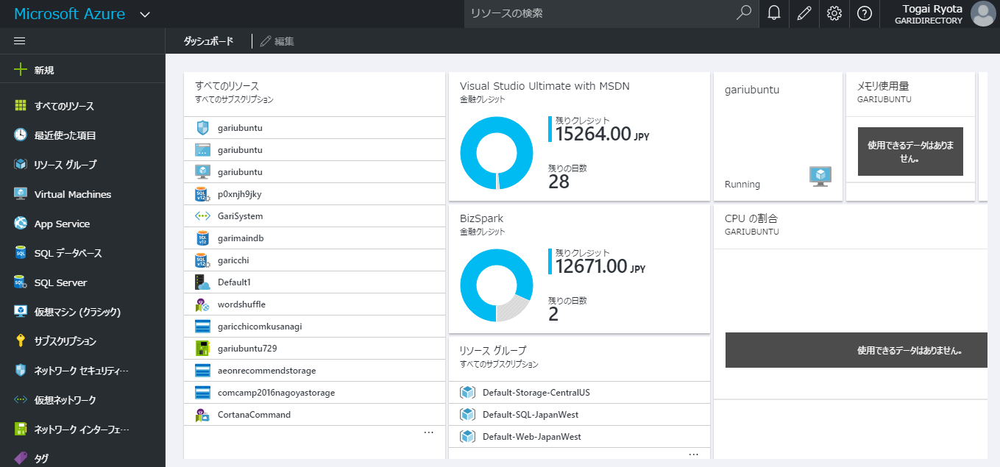 Microsoft Azure
リソースの検索
Togai Ryota
GARIDIRECTORY
ダッシュボード
編集
新規
すべてのリソース
最近使った項目
リソース グループ
Virtual Machines
App Service
SQL データベース
SQL Server
仮想マシン (クラシック)
サブスクリプション
ネットワーク セキュリティ…
仮想ネットワーク
ネットワーク インターフェ…
タグ
すべてのリソース
すべてのサブスクリプション
gariubuntu
gariubuntu
gariubuntu
p0xnjh9jky
GariSystem
garimaindb
garicchi
Default1
wordshuffle
garicchicomkusanagi
gariubuntu729
aeonrecommendstorage
comcamp2016nagoyastorage
CortanaCommand
...
Visual Studio Ultimate with MSDN
金融クレジット
残りクレジット
15264.00 JPY
残りの日数
28
BizSpark
金融クレジット
残りクレジット
12671.00 JPY
残りの日数
2
リソース グループ
すべてのサブスクリプション
Default-Storage-CentralUS
Default-SQL-JapanWest
Default-Web-JapanWest
...
gariubuntu
Running
メモリ使用量
GARIUBUNTU
使用できるデータはありま
せん。
CPU の割合
GARIUBUNTU
使用できるデータはありません。